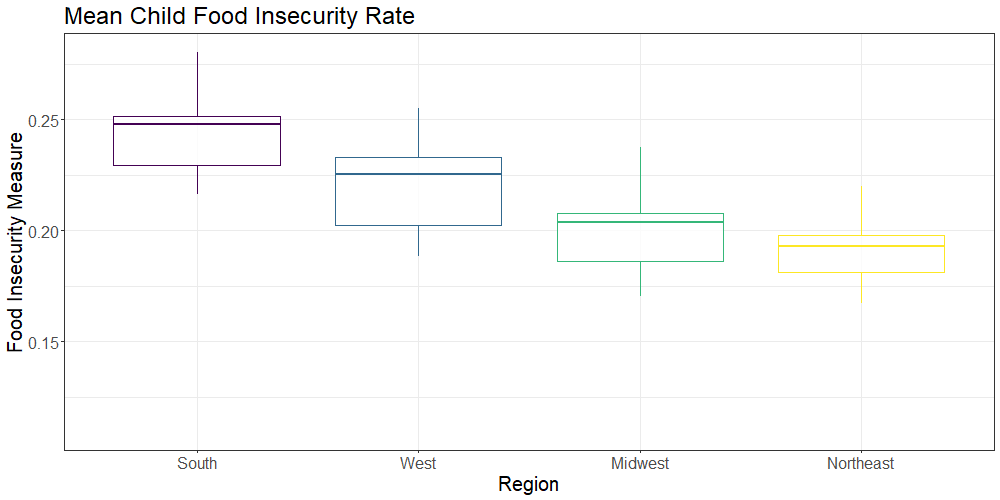 Mean Child Food Insecurity Rate
Food Insecurity Measure
0.25
0.20
0.15
South West Midwest Northeast
Region